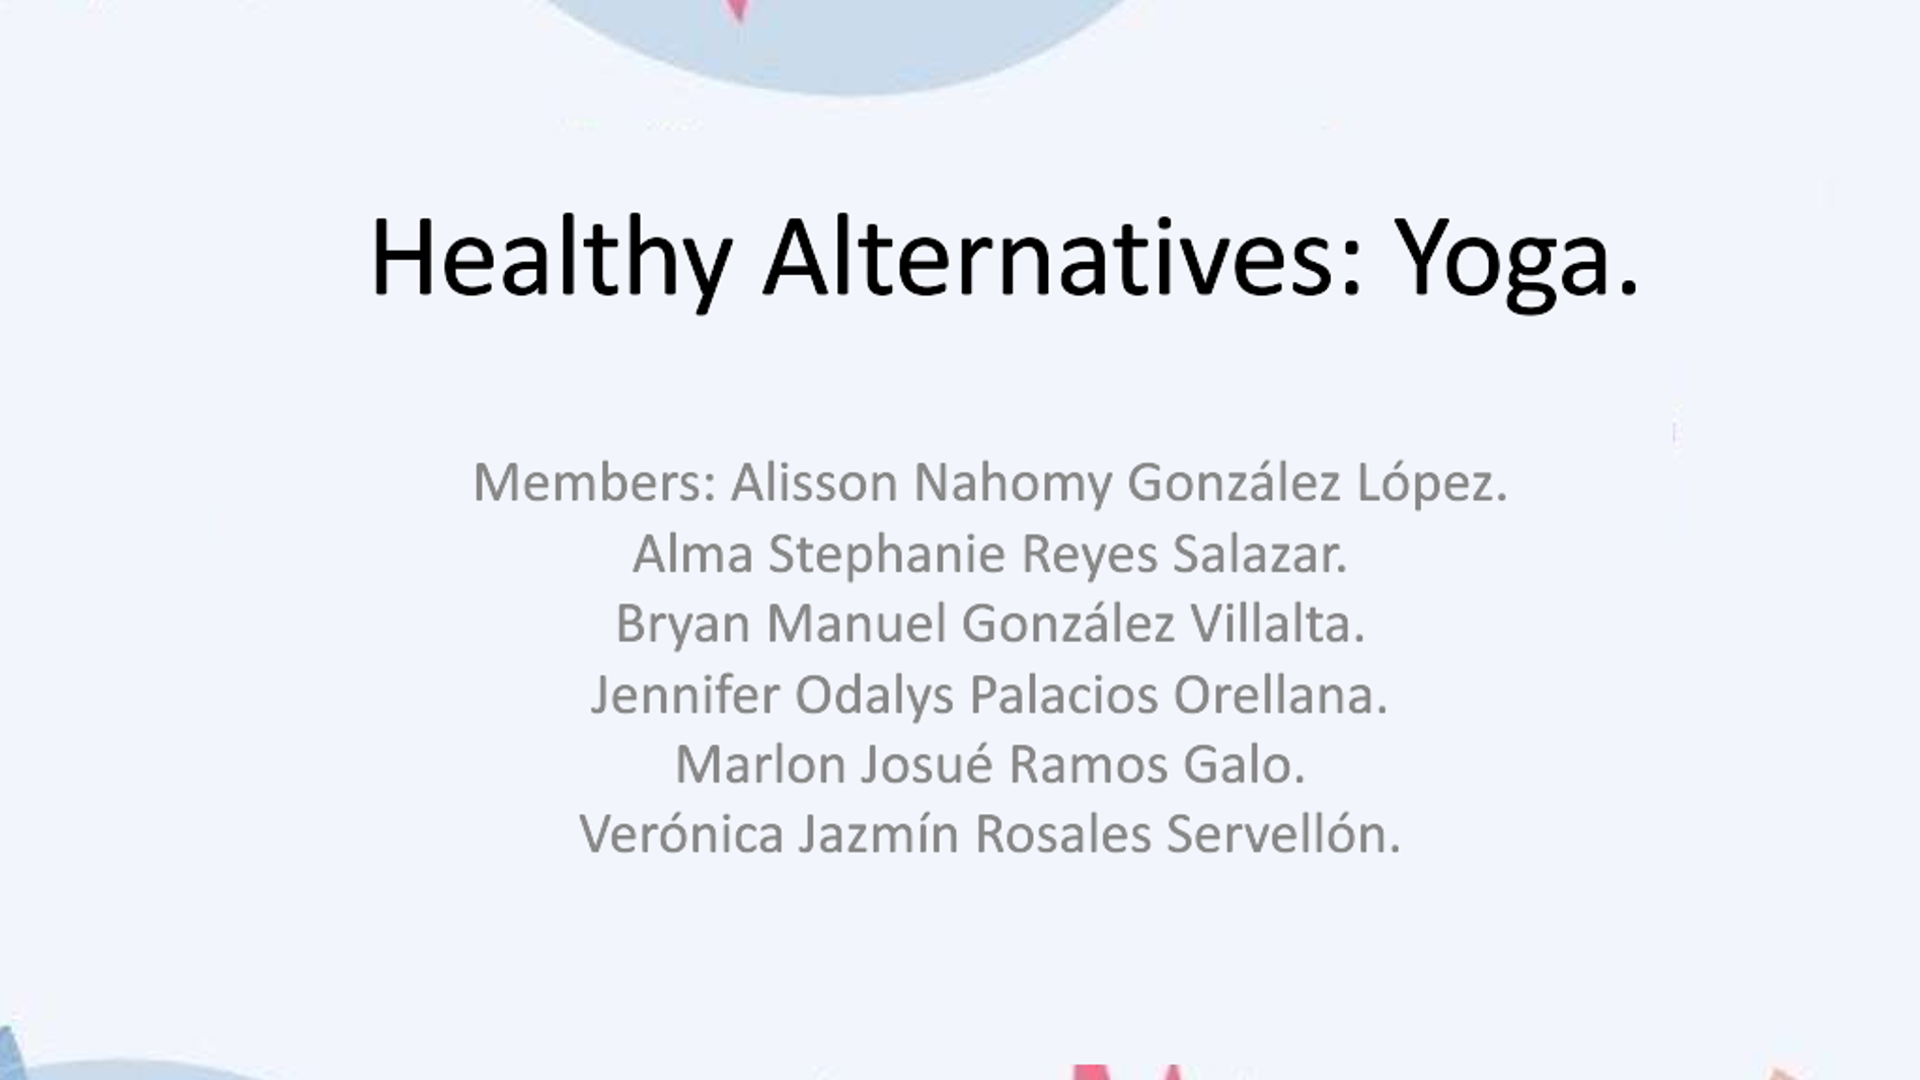 Healthy Alternatives: Yoga.
Members: Alisson Nahomy González López.
Alma Stephanie Reyes Salazar.
Bryan Manuel González Villalta.
Jennifer Odalys Palacios Orellana.
Marlon Josué Ramos Galo.
Verónica Jazmín Rosales Servellón.